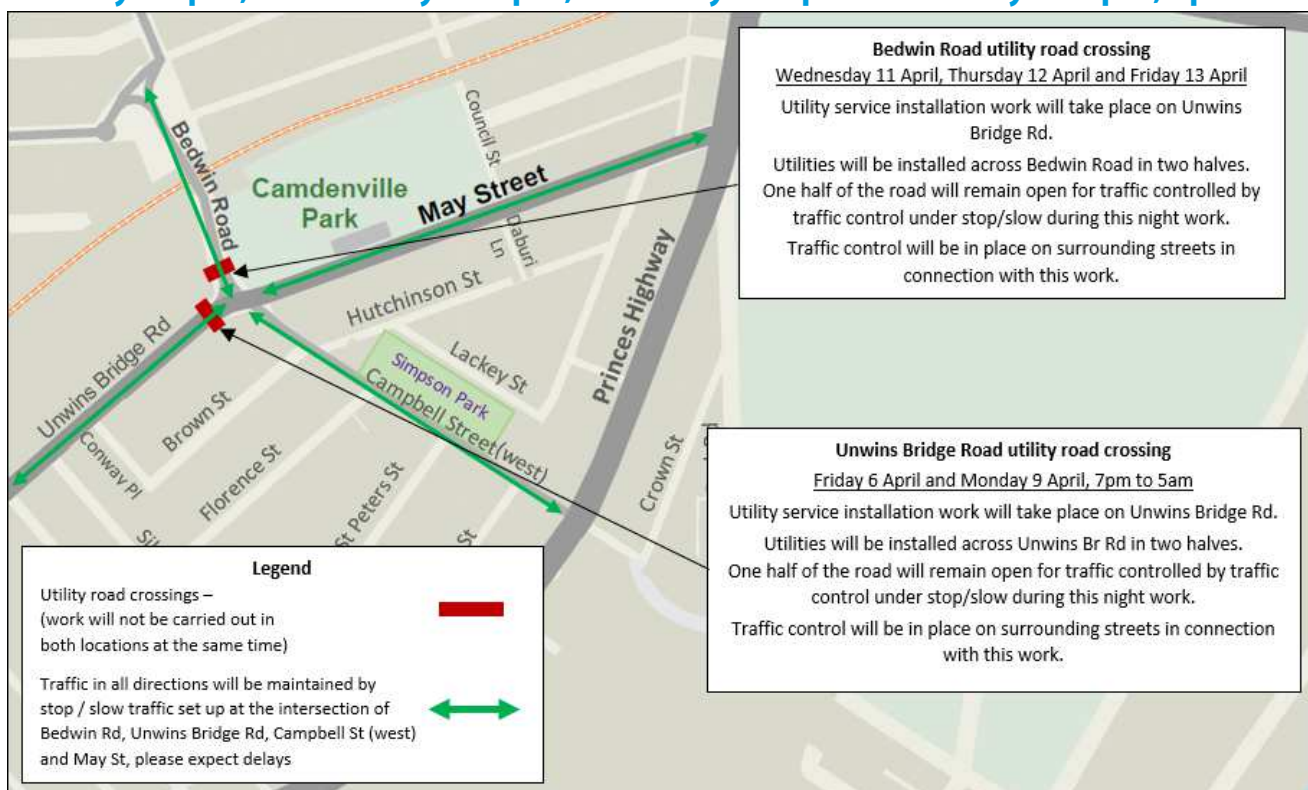 Bedwin Road utility road crossing
Wednesday 11 April, Thursday 12 April and Friday 13 April
Utility service installation work will take place on Unwins
Bridge Rd.
Utilities will be installed across Bedwin Road in two halves.
One half of the road will remain open for traffic controlled by
traffic control under stop/slow during this night work.
Traffic control will be in place on surrounding streets in
connection with this work.
Bedwin Road
Council St
Camdenville
Park
May Street
Daburi
Ln
Hutchinson St
Princes Highway
Unwins Bridge Rd
Lackey St
Simpson Park
Campbell Street(west)
Brown St
Conway Pl
Florence St
St Peters St
St
Crown St
Unwins Bridge Road utility road crossing
Friday 6 April and Monday 9 April, 7pm to 5am
Utility service installation work will take place on Unwins Bridge Rd.
Utilities will be installed across Unwins Br Rd in two halves.
One half of the road will remain open for traffic controlled by traffic
control under stop/slow during this night work.
Traffic control will be in place on surrounding streets in connection
with this work.
Legend
Utility road crossings –
(work will not be carried out in
both locations at the same time)
Traffic in all directions will be maintained by
stop / slow traffic set up at the intersection of
Bedwin Rd, Unwins Bridge Rd, Campbell St (west)
and May St, please expect delays